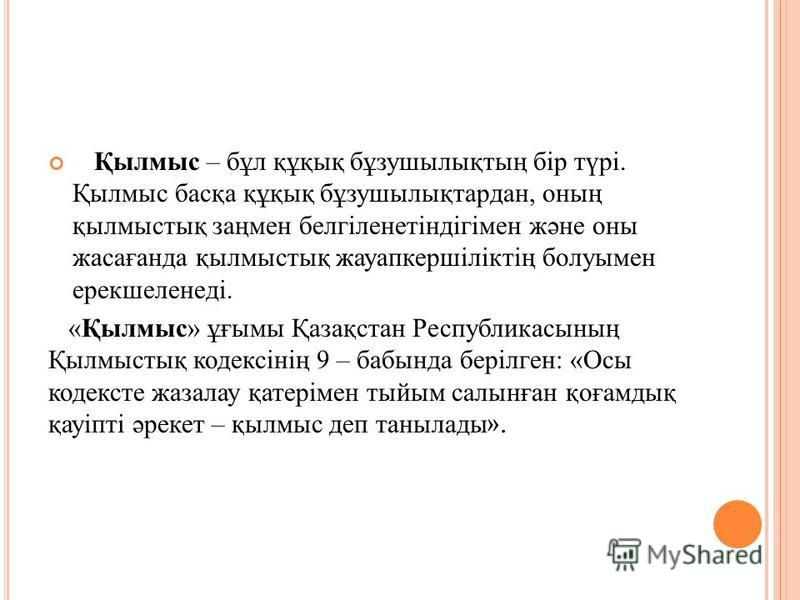 Қылмыс – бұл құқық бұзушылықтың бір түрі.
Қылмыс басқа құқық бұзушылықтардан, оның
қылмыстық заңмен белгіленетіндігімен және оны
жасағанда қылмыстық жауапкершіліктің болуымен
ерекшеленеді.
«Қылмыс» ұғымы Қазақстан Республикасының
Қылмыстық кодексінің 9 – бабында берілген: «Осы
кодексте жазалау қатерімен тыйым салынған қоғамдық
қауіпті әрекет – қылмыс деп танылады».
MyShared